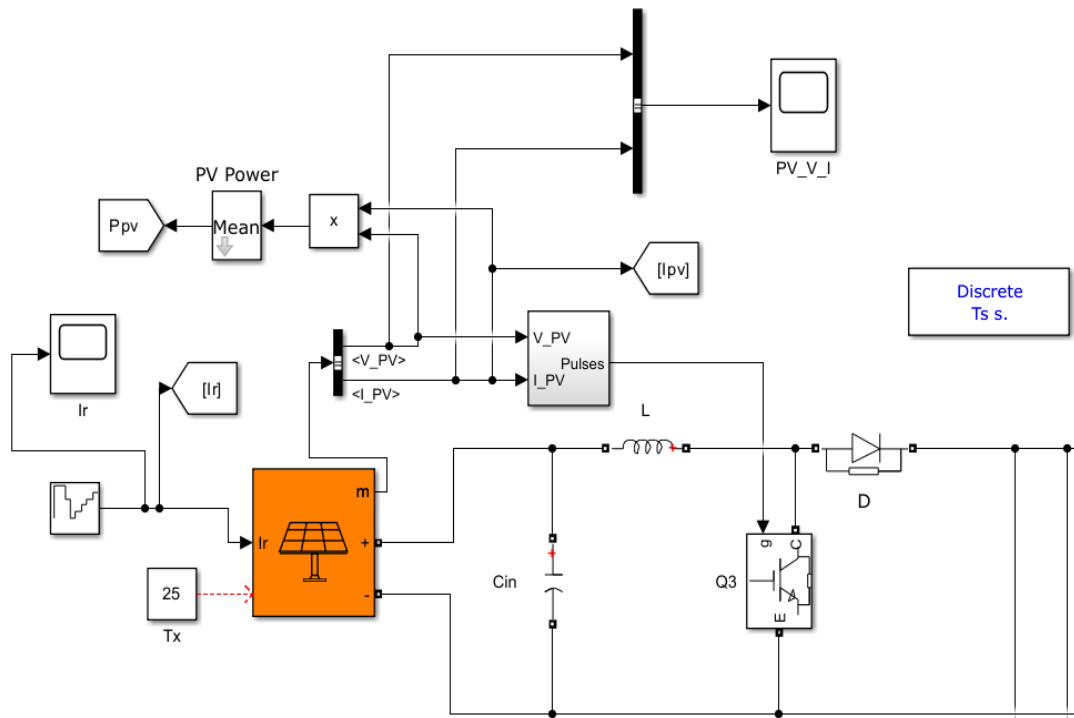 PV_V_I
PV Power
Ppv
Mean
x
[Ipv]
Discrete
Ts s.
V_PV
Pulses
I_PV
<V_PV>
<I_PV>
Ir
[Ir]
L
D
m
Ir
+
-
25
Tx
Cin
g
C
Q3
E